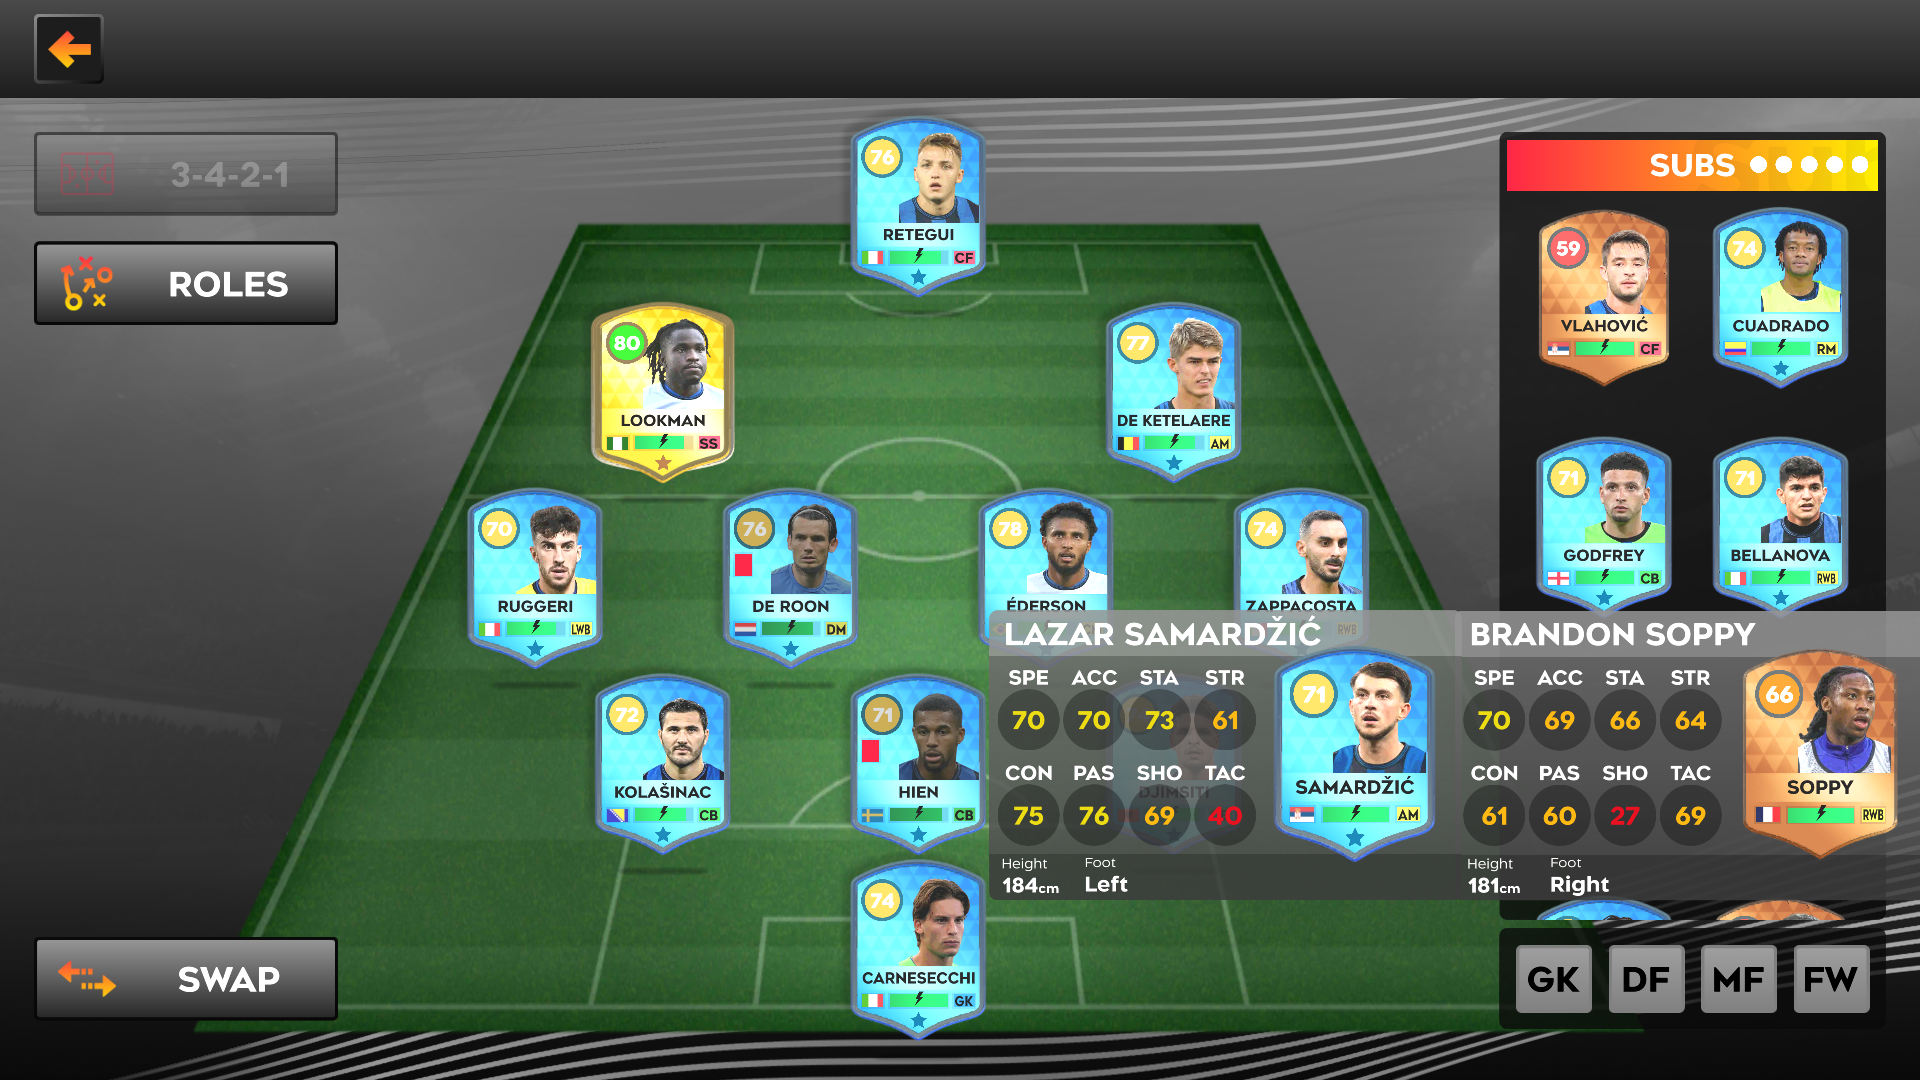 3-4-2-1
ROLES
SWAP
76
RETEGUI
CF
80
LOOKMAN
SS
77
DE KETELAERE
AM
70
RUGGERI
LWB
76
DE ROON
DM
78
ÉDERSON
74
ZAPPACOSTA
RWB
72
KOLAŠINAC
CB
71
HIEN
CB
DJIMSITI
74
CARNESECCHI
GK
SUBS
59
VLAHOVIĆ
CF
74
CUADRADO
RM
71
GODFREY
CB
71
BELLANOVA
RWB
LAZAR SAMARDŽIĆ
SPE ACC STA STR
70 70 73 61
CON PAS SHO TAC
75 76 69 40
Height Foot
184cm Left
71
SAMARDŽIĆ
AM
BRANDON SOPPY
SPE ACC STA STR
70 69 66 64
CON PAS SHO TAC
61 60 27 69
Height Foot
181cm Right
66
SOPPY
RWB
GK DF MF FW